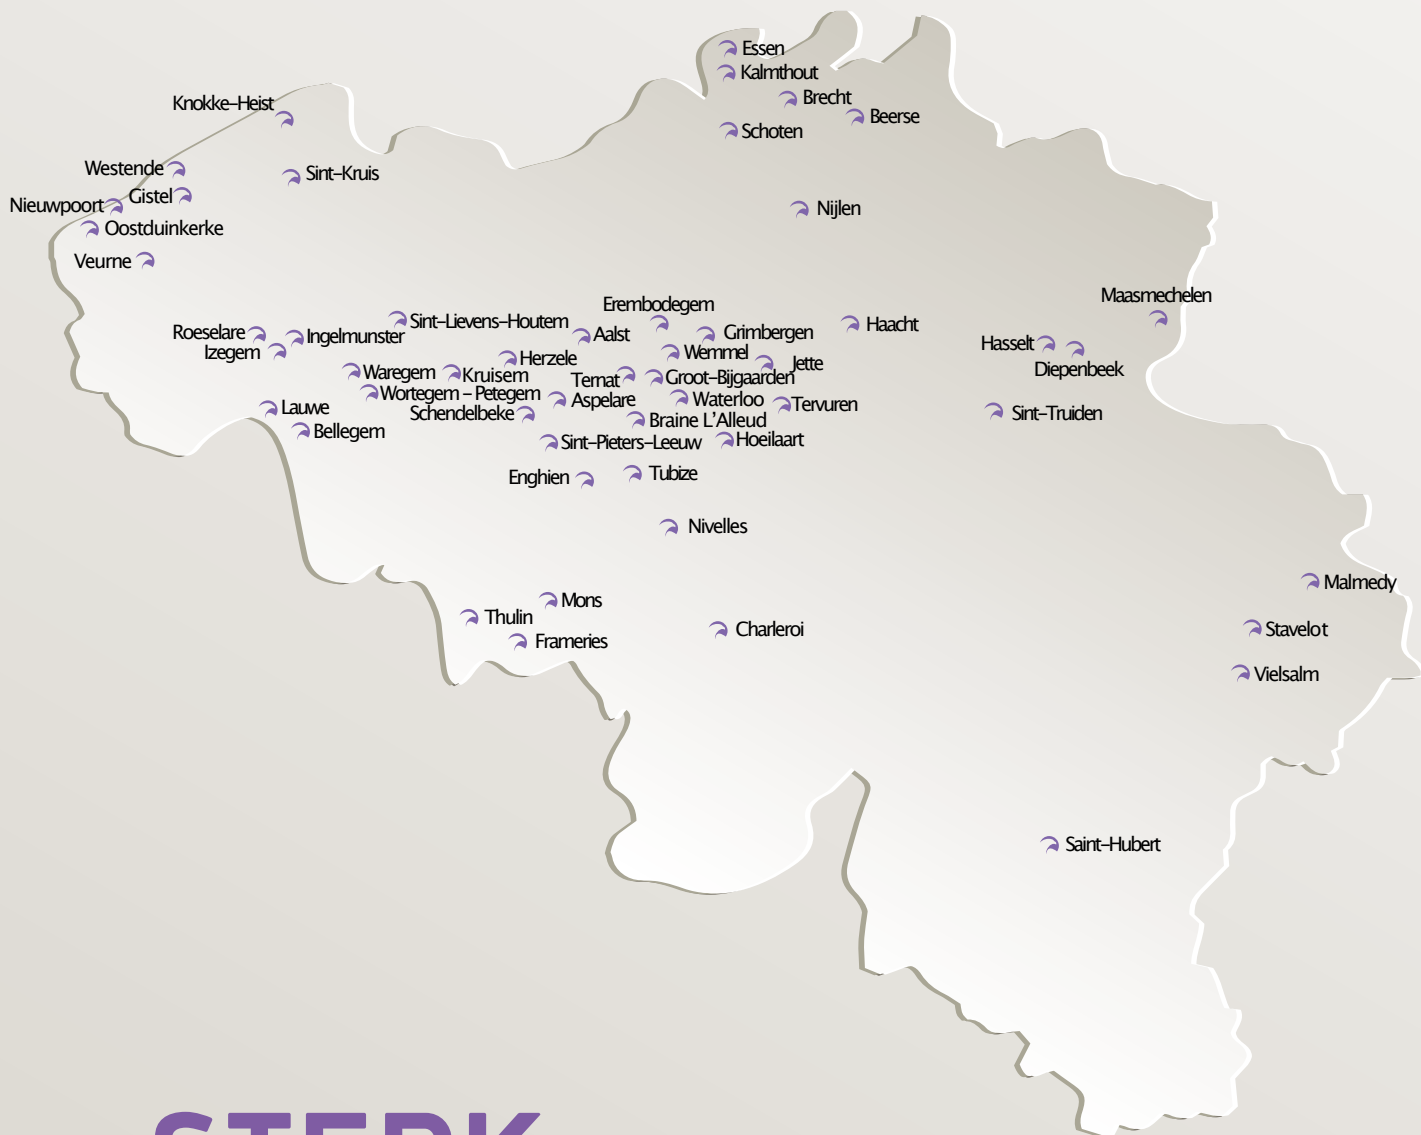 Essen
Kalmthout
Brecht
Knokke-Heist
Beerse
Schoten
Westende
Sint-Kruis
Gistel
Nieuwpoort
Nijlen
Oostduinkerke
Veurne
Maasmechelen
Erembodegem
Sint-Lievens-Houtem
Haacht
Roeselare
Ingelmunster
Aalst
Grimbergen
Hasselt
Izegem
Wemmel
Herzele
Jette
Diepenbeek
Waregem
Kruisem
Ternat
Groot-Bijgaarden
Wortegem - Petegem
Aspelare
Waterloo
Tervuren
Lauwe
Schendelbeke
Sint-Truiden
Braine L'Alleud
Bellegem
Sint-Pieters-Leeuw
Hoeilaart
Enghien
Tubize
Nivelles
Malmedy
Mons
Thulin
Charleroi
Stavelot
Frameries
Vielsalm
Saint-Hubert
STERK